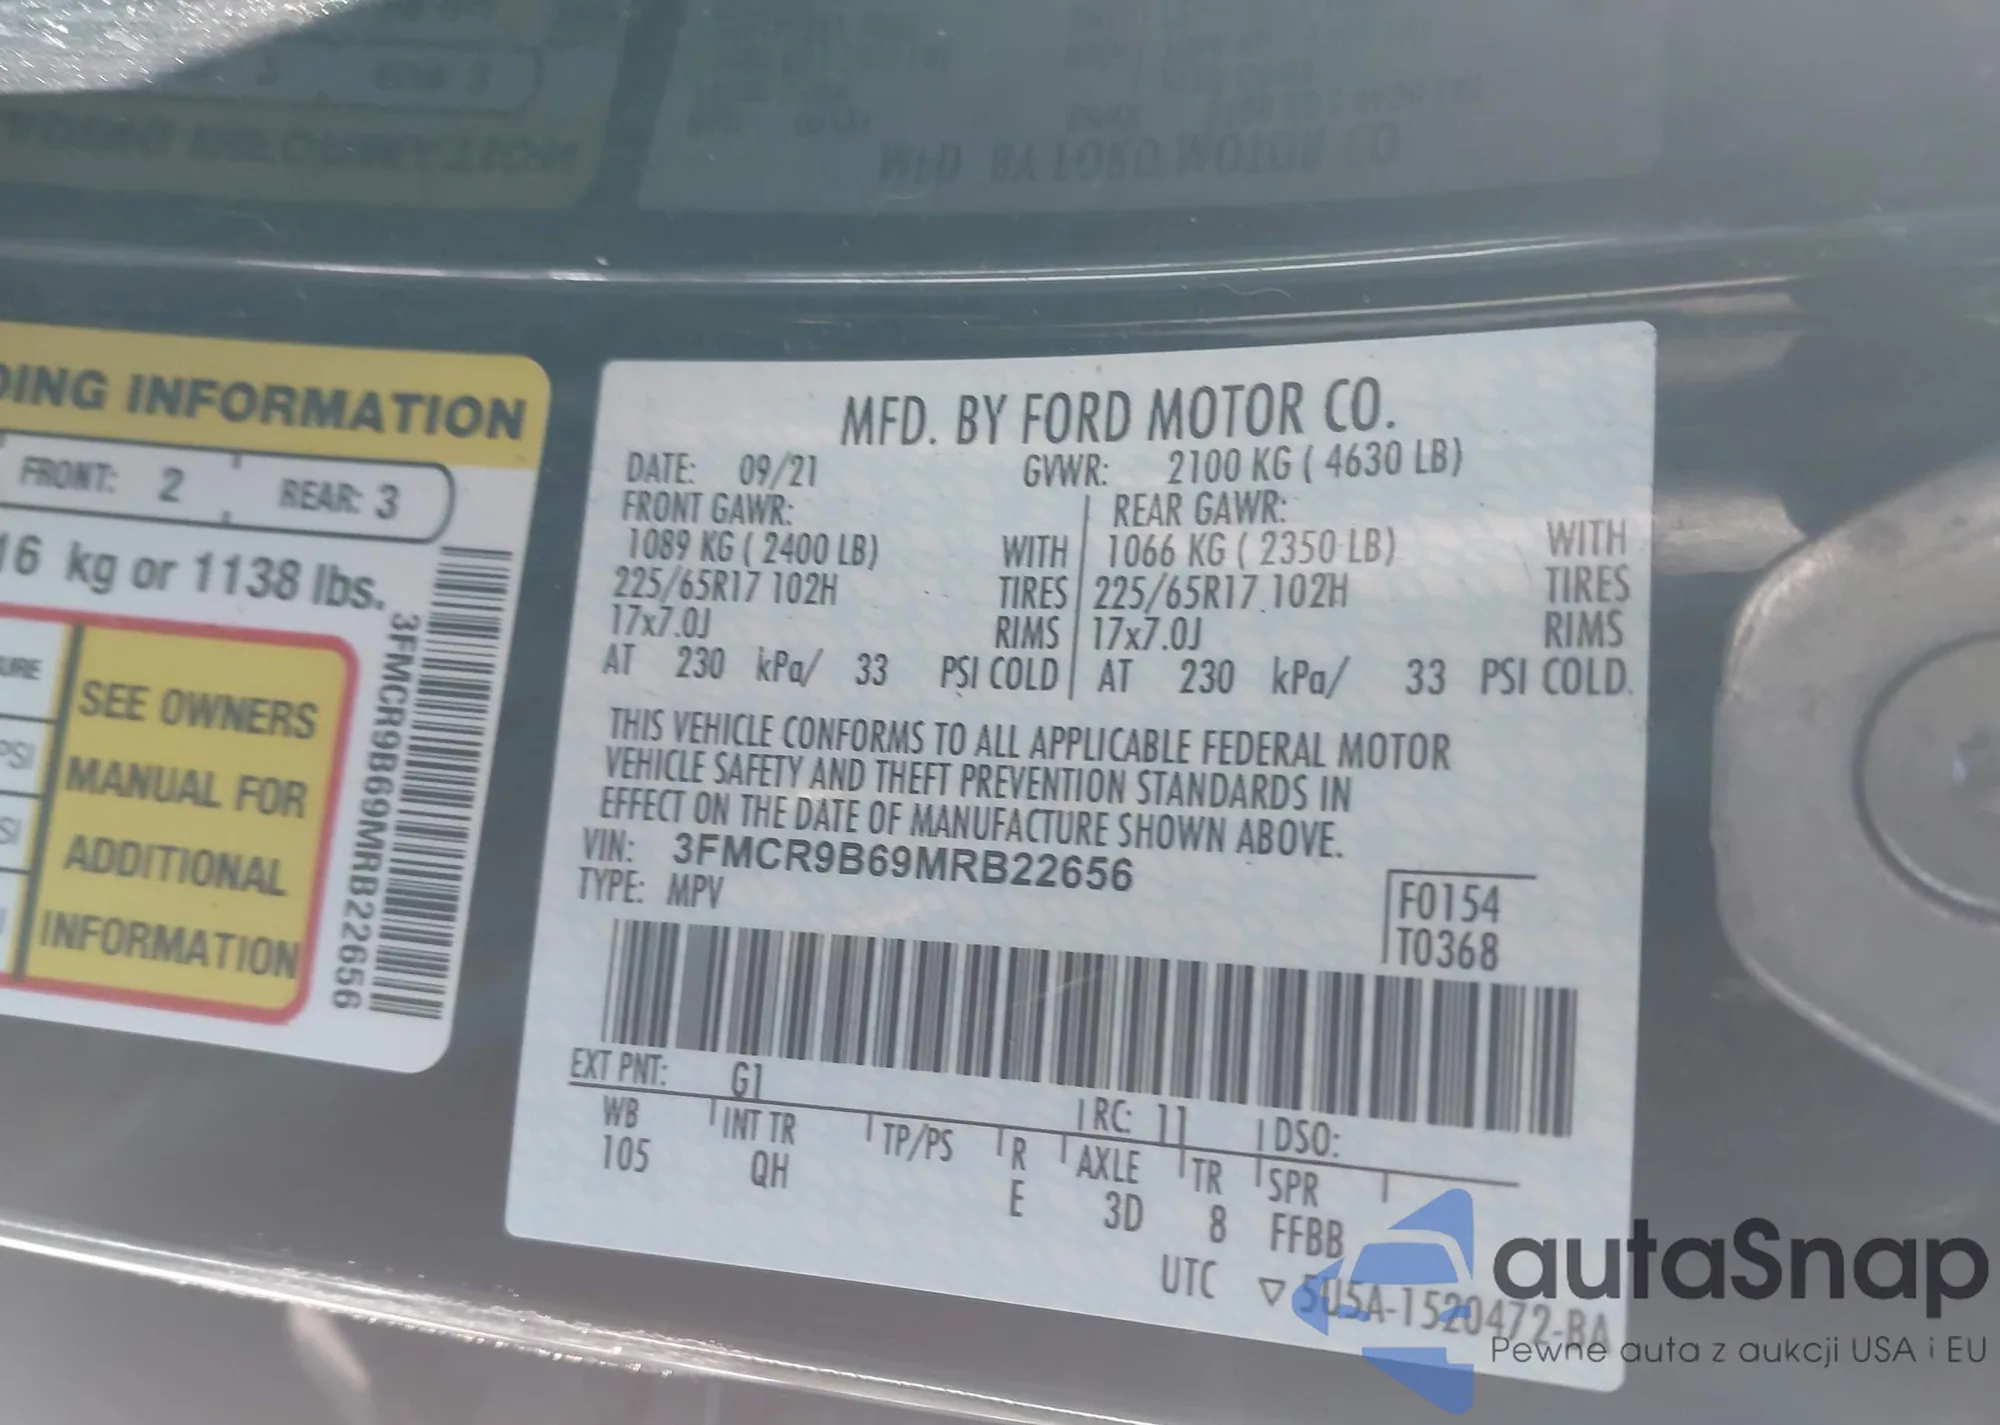 DING INFORMATION
FRONT: 2 REAR: 3
16 kg or 1138 lbs.
SEE OWNERS
MANUAL FOR
ADDITIONAL
INFORMATION
3FMCR9B69MRB22656
MFD. BY FORD MOTOR CO.
DATE: 09/21 GVWR: 2100 KG ( 4630 LB)
FRONT GAWR: REAR GAWR:
1089 KG ( 2400 LB) WITH 1066 KG ( 2350 LB) WITH
225/65R17 102H TIRES 225/65R17 102H TIRES
17x7.0J RIMS 17x7.0J RIMS
AT 230 kPa/ 33 PSI COLD AT 230 kPa/ 33 PSI COLD
THIS VEHICLE CONFORMS TO ALL APPLICABLE FEDERAL MOTOR
VEHICLE SAFETY AND THEFT PREVENTION STANDARDS IN
EFFECT ON THE DATE OF MANUFACTURE SHOWN ABOVE.
VIN: 3FMCR9B69MRB22656
TYPE: MPV
F0154
T0368
EXT PNT: G1 RC: 11 DSO:
WB INT TR TP/PS R AXLE TR SPR
105 QH E 3D 8 FFBB
UTC ▽ 5U5A-1520472-BA
autaSnap
Pewne auta z aukcji USA i EU